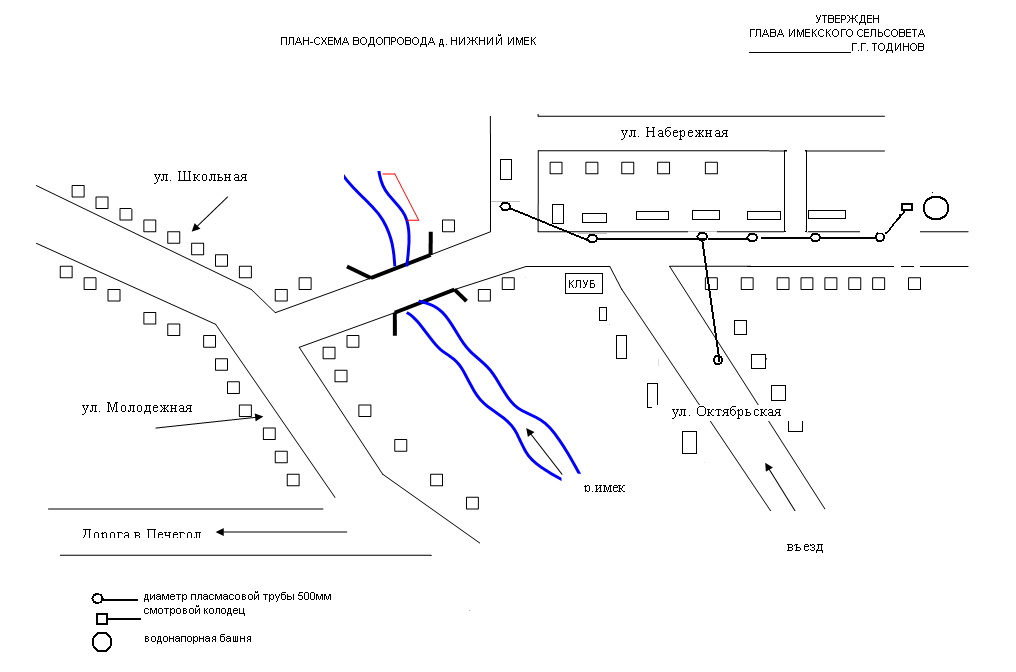 УТВЕРЖДЕН
ГЛАВА ИМЕКСКОГО СЕЛЬСОВЕТА
Г.Г. ТОДИНОВ
ПЛАН-СХЕМА ВОДОПРОВОДА д. НИЖНИЙ ИМЕК
ул. Набережная
ул. Школьная
КЛУБ
ул. Молодежная
ул. Октябрьская
р.имек
Дорога в Печегол
въезд
диаметр пласмасовой трубы 500мм
смотровой колодец
водонапорная башня